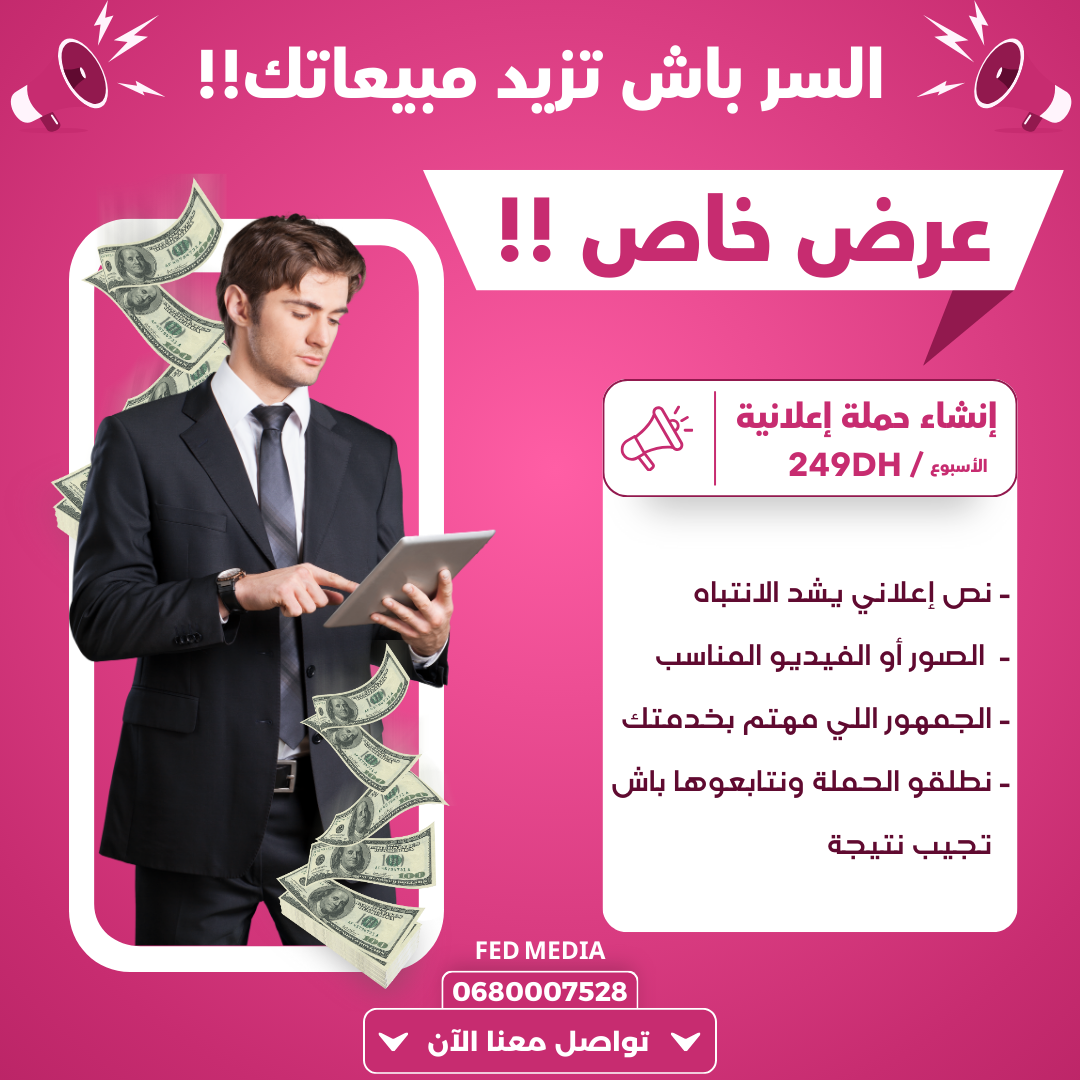 السر باش تزيد مبيعاتك!!
عرض خاص !!
إنشاء حملة إعلانية
249DH / الأسبوع
- نص إعلاني يشد الانتباه
- الصور أو الفيديو المناسب
- الجمهور اللي مهتم بخدمتك
- نطلقو الحملة ونتابعوها باش
تجيب نتيجة
FED MEDIA
0680007528
تواصل معنا الآن